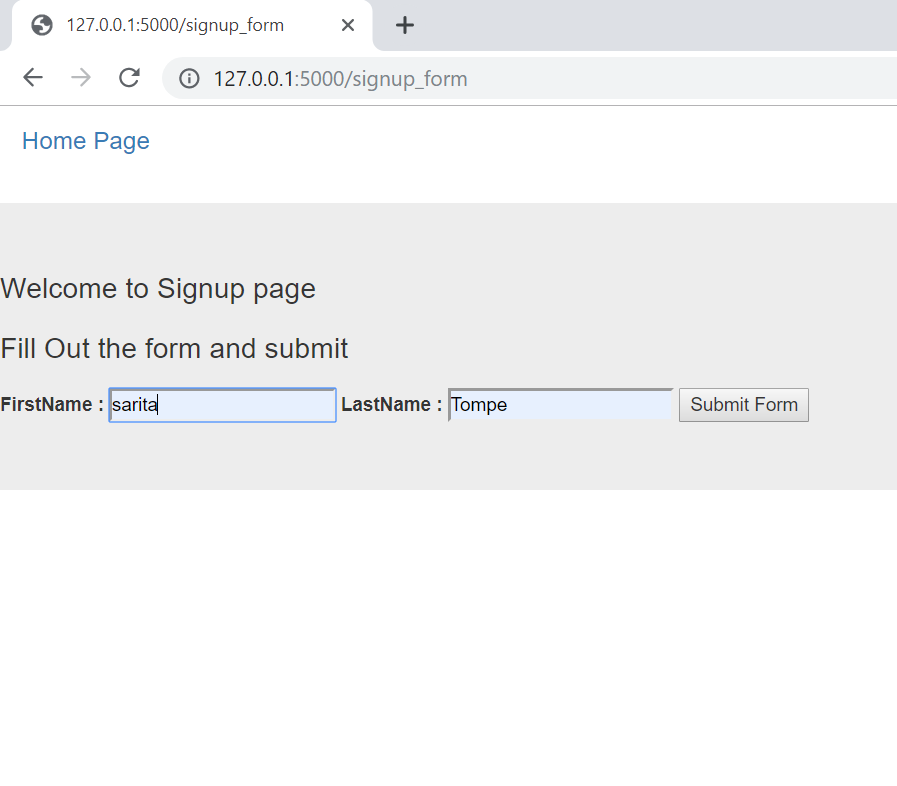 127.0.0.1:5000/signup_form
127.0.0.1:5000/signup_form
Home Page
Welcome to Signup page
Fill Out the form and submit
FirstName : sarita LastName : Tompe Submit Form